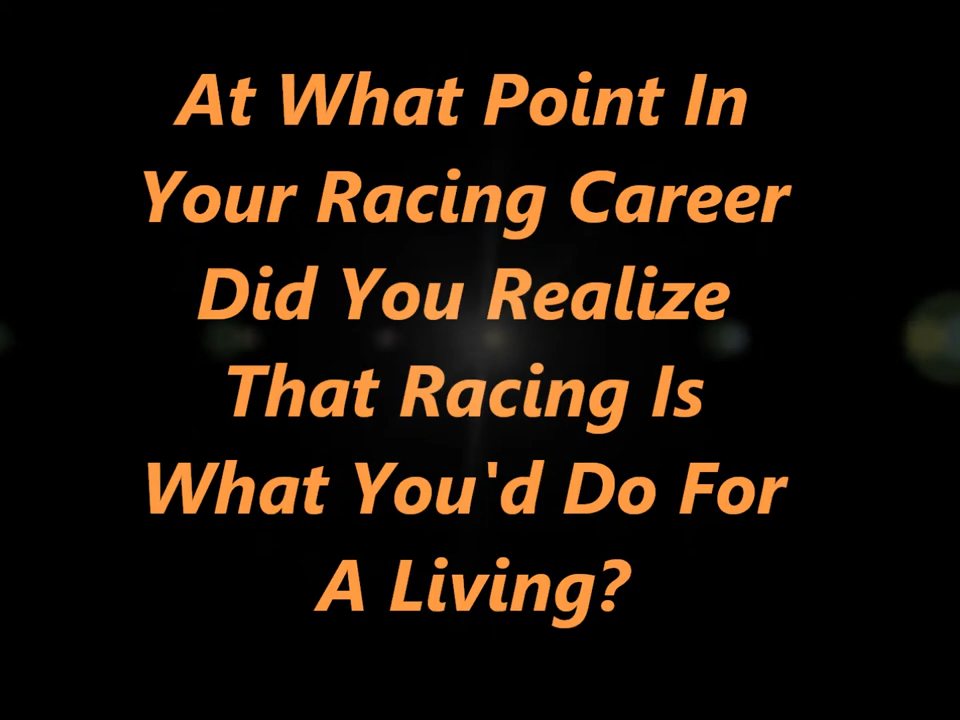 At What Point In
Your Racing Career
Did You Realize
That Racing Is
What You'd Do For
A Living?